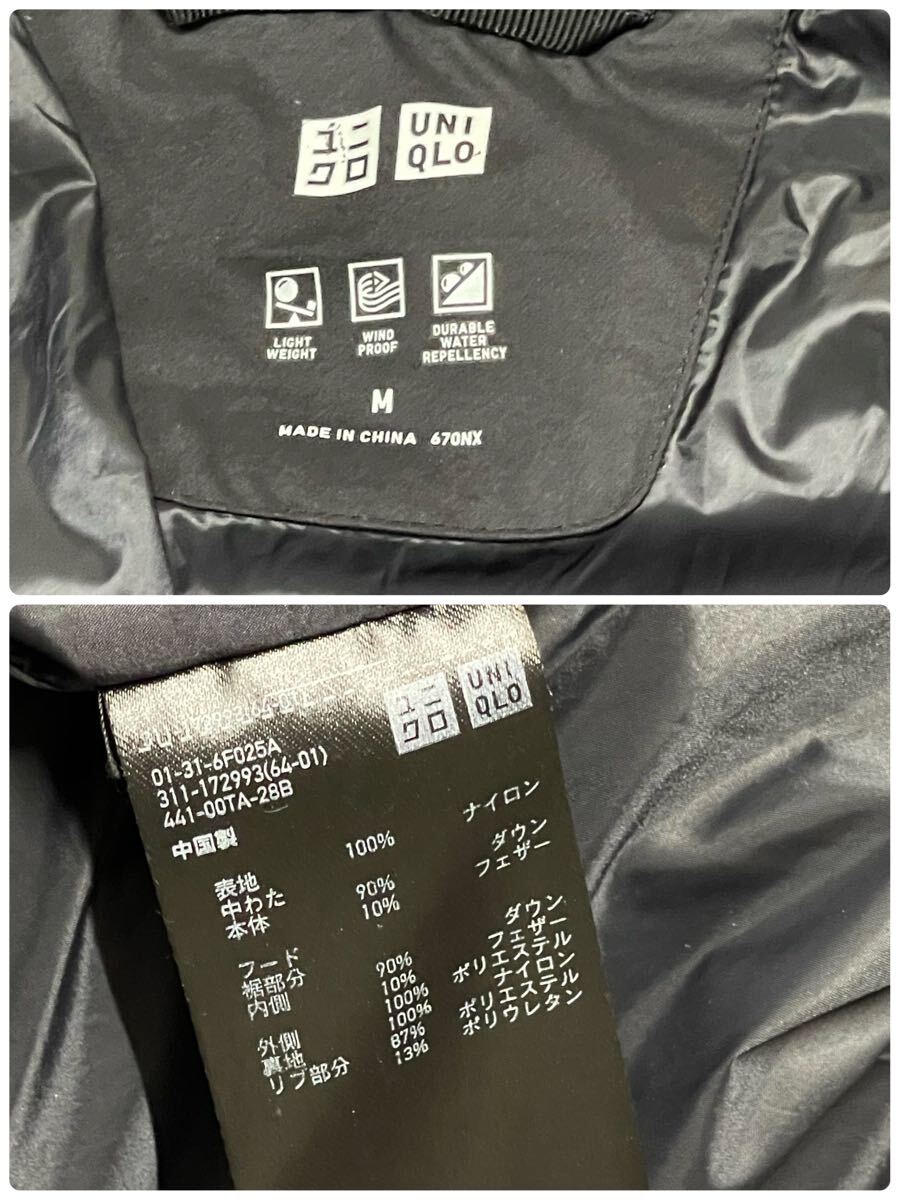 ユニ
クロ
UNI
QLO
LIGHT
WEIGHT
WIND
PROOF
DURABLE
WATER
REPELLENCY
M
MADE IN CHINA 670NX
ユニ
クロ
UNI
QLO
01-31-6F025A
311-172993(64-01)
441-00TA-28B
中国製
表地 100% ナイロン
中わた
本体 90% ダウン
10% フェザー
フード
裾部分
内側 90% ダウン
10% フェザー
外側 100% ポリエステル
裏地 100% ナイロン
リブ部分 87% ポリエステル
13% ポリウレタン